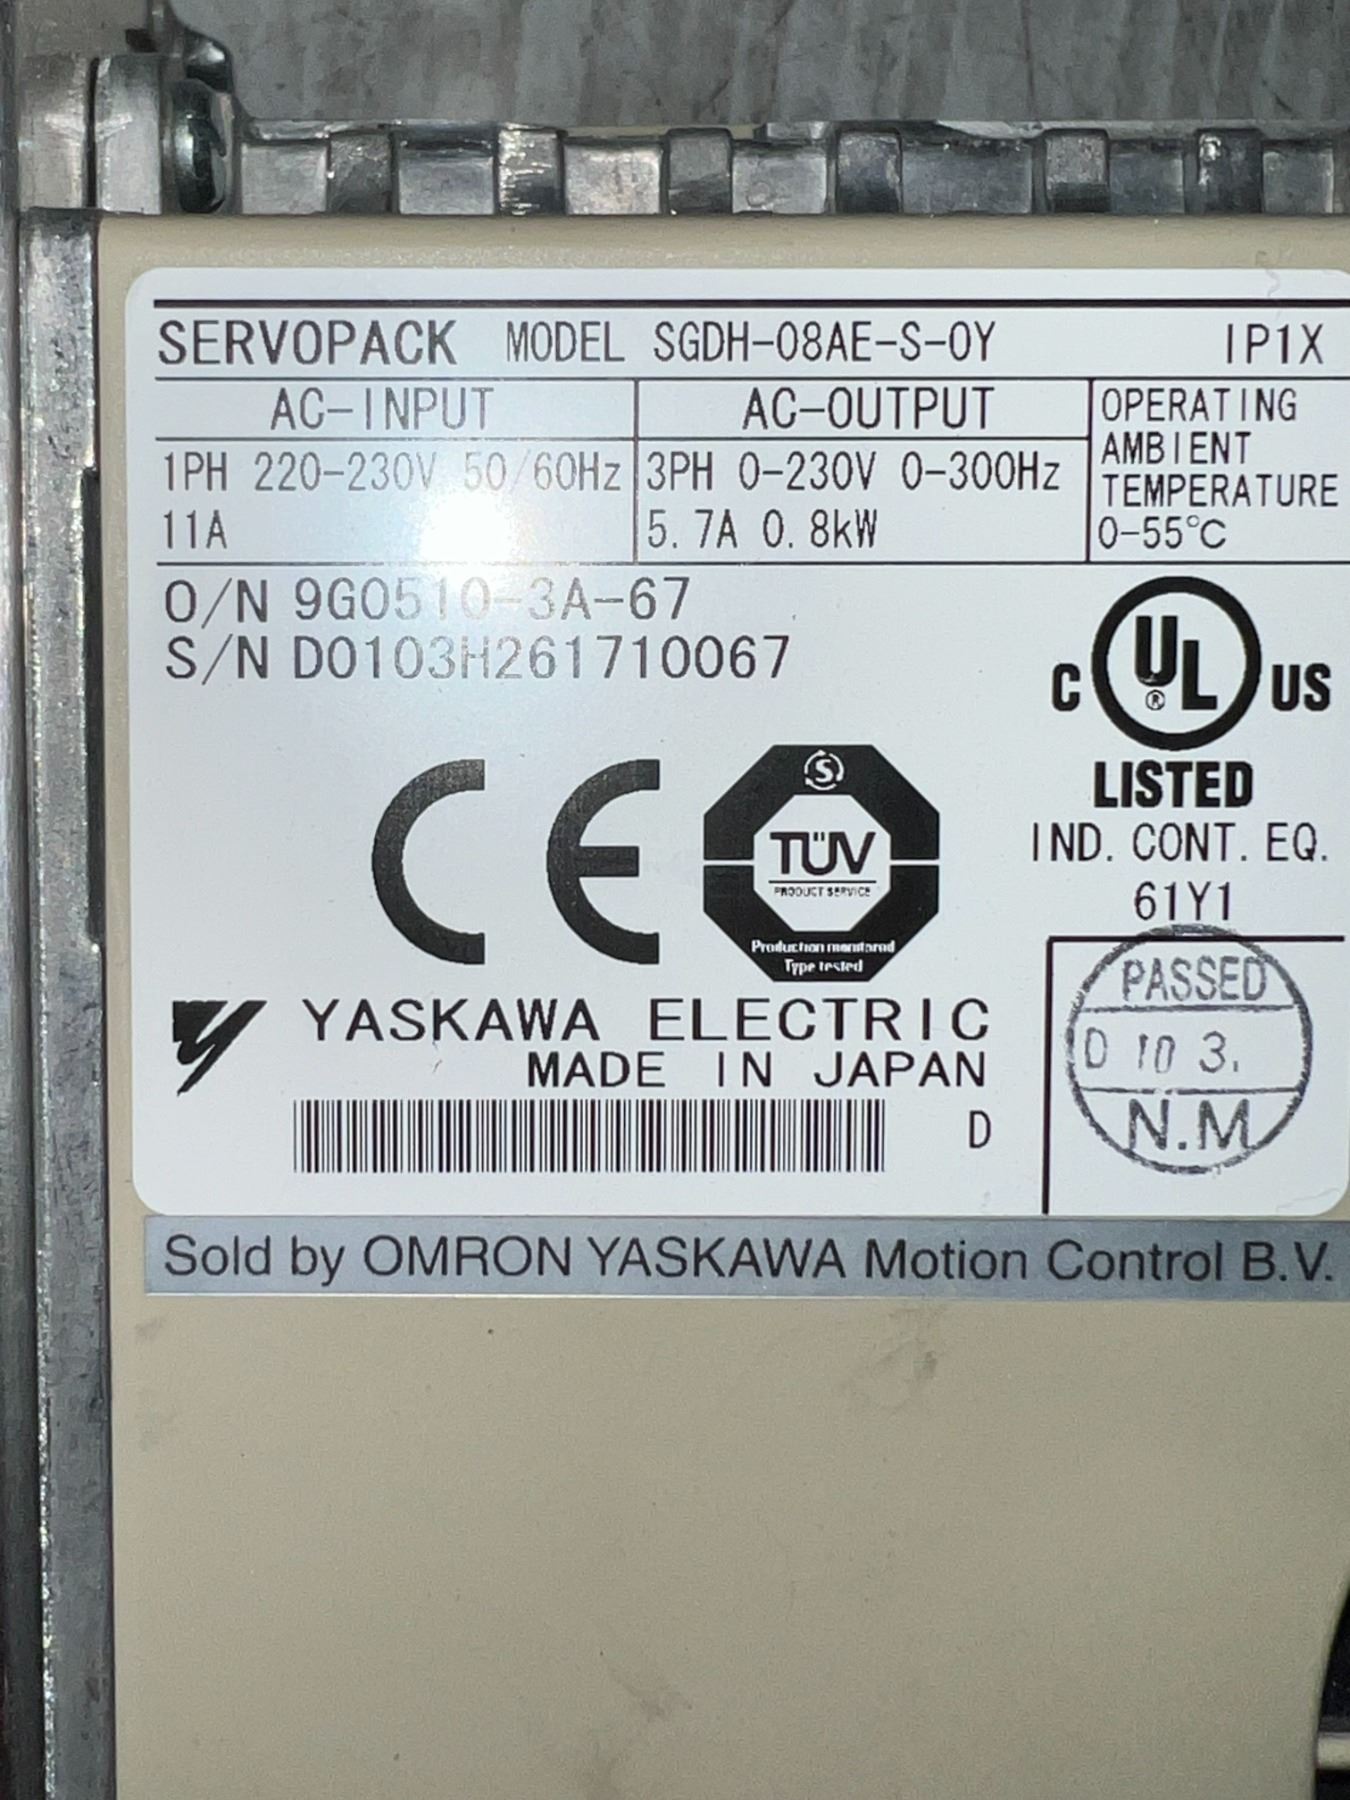 SERVOPACK MODEL SGDH-08AE-S-OY IP1X
AC-INPUT
1PH 220-230V 50/60Hz
11A
AC-OUTPUT
3PH 0-230V 0-300Hz
5.7A 0.8kW
OPERATING
AMBIENT
TEMPERATURE
0-55°C
O/N 9G0510-3A-67
S/N D0103H261710067
C UL® US
LISTED
IND. CONT. EQ.
61Y1
CE
S
TÜV
PRODUCT SERVICE
Production monitored
Type tested
PASSED
D 10 3.
N.M
YASKAWA ELECTRIC
MADE IN JAPAN
D
Sold by OMRON YASKAWA Motion Control B.V.